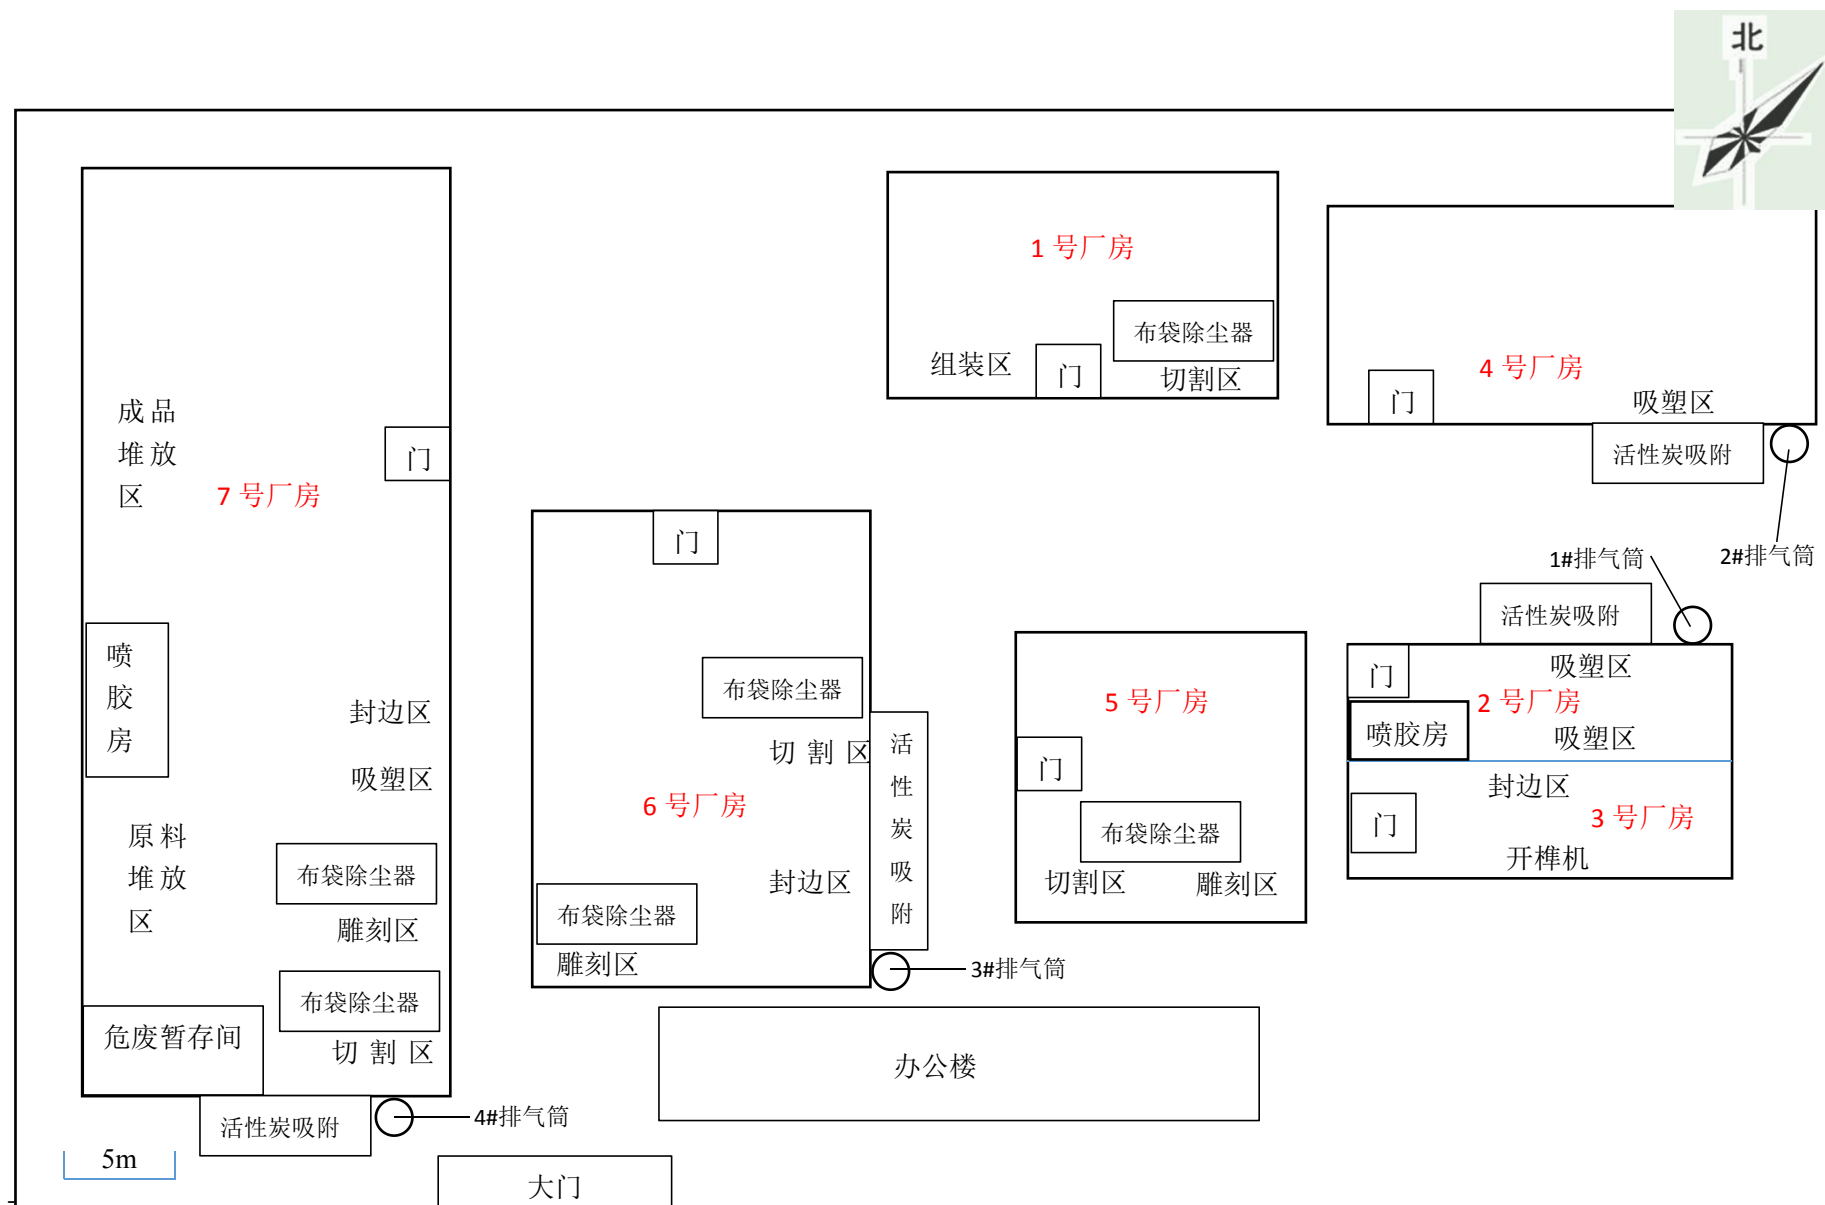 北
1 号厂房
布袋除尘器
组装区
门
切割区
4 号厂房
门
吸塑区
活性炭吸附
2#排气筒
成品
堆放
区
门
7 号厂房
喷
胶
房
封边区
吸塑区
原料
堆放
区
布袋除尘器
雕刻区
布袋除尘器
危废暂存间
切割区
活性炭吸附
4#排气筒
5m
门
布袋除尘器
切割区
活
性
炭
吸
附
6 号厂房
封边区
布袋除尘器
雕刻区
3#排气筒
5 号厂房
门
布袋除尘器
切割区
雕刻区
1#排气筒
活性炭吸附
门
吸塑区
2 号厂房
喷胶房
吸塑区
封边区
门
3 号厂房
开榫机
办公楼
大门